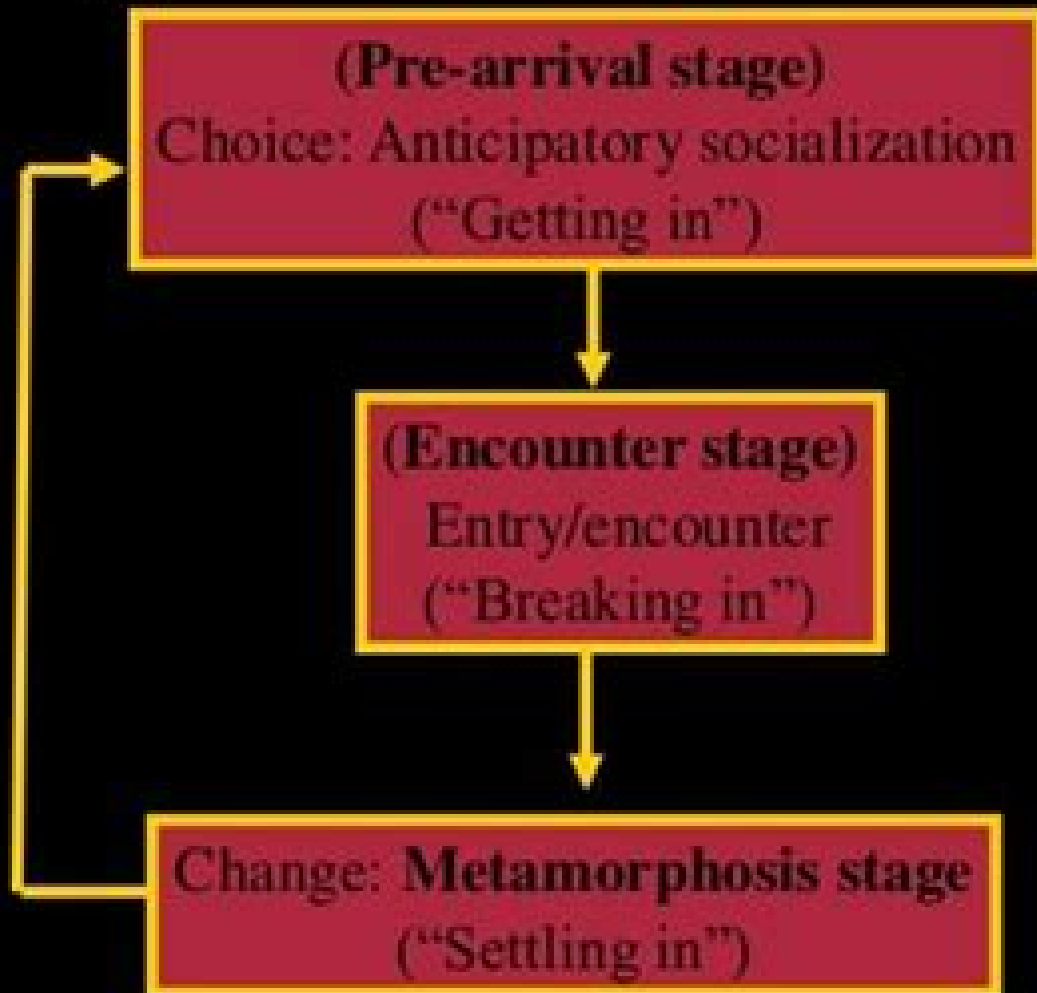 (Pre-arrival stage)
Choice: Anticipatory socialization
(“Getting in”)
(Encounter stage)
Entry/encounter
(“Breaking in”)
Change: Metamorphosis stage
(“Settling in”)